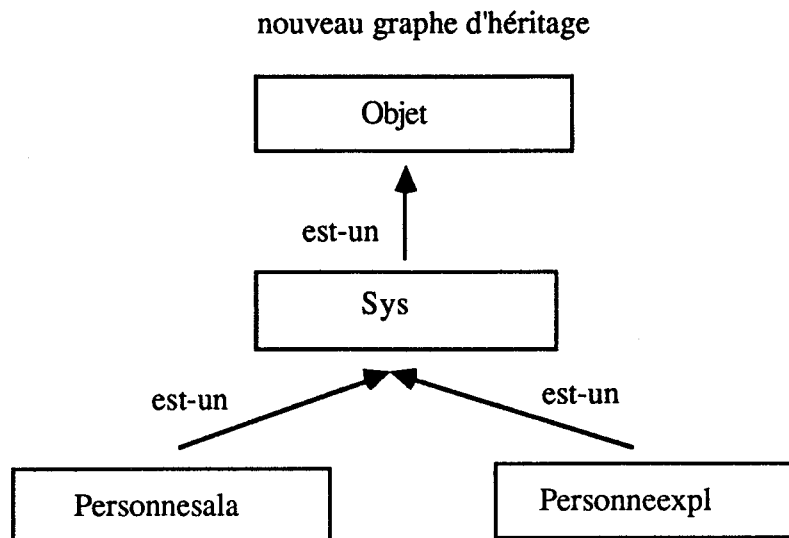 nouveau graphe d'héritage
Objet
est-un
Sys
est-un
est-un
Personnesala
Personneexpl